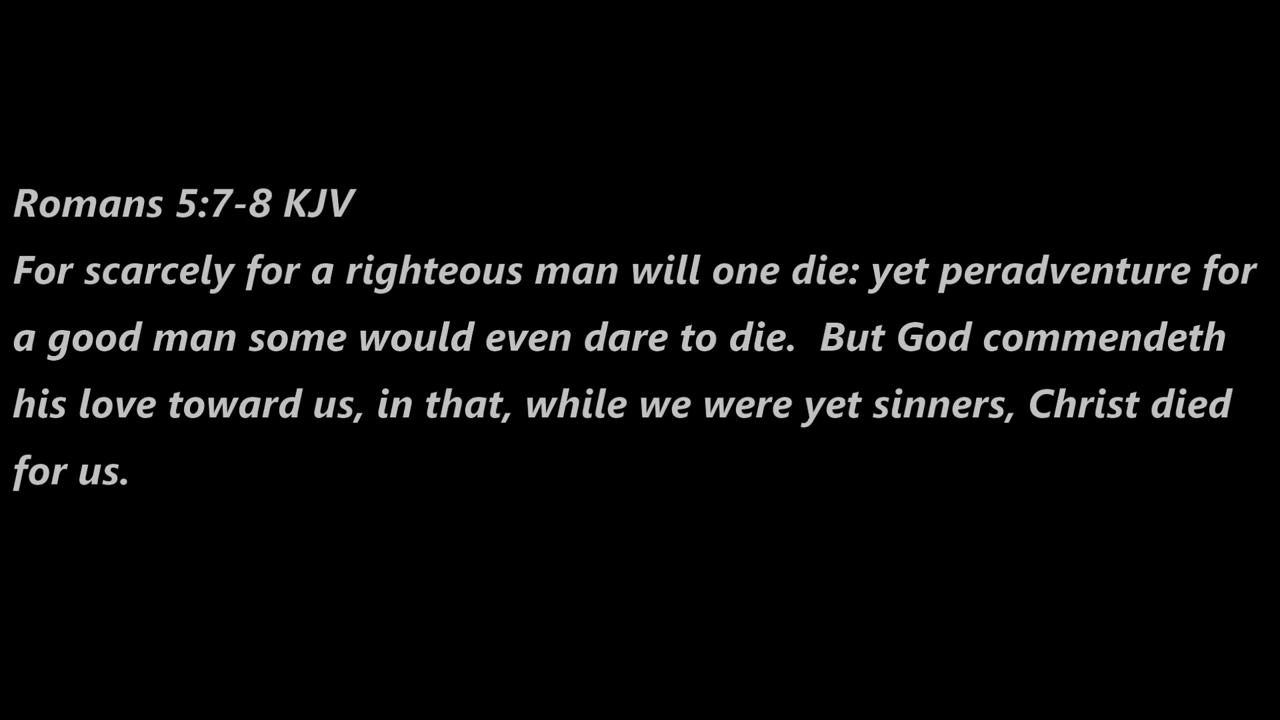 Romans 5:7-8 KJV
For scarcely for a righteous man will one die: yet peradventure for
a good man some would even dare to die.  But God commendeth
his love toward us, in that, while we were yet sinners, Christ died
for us.